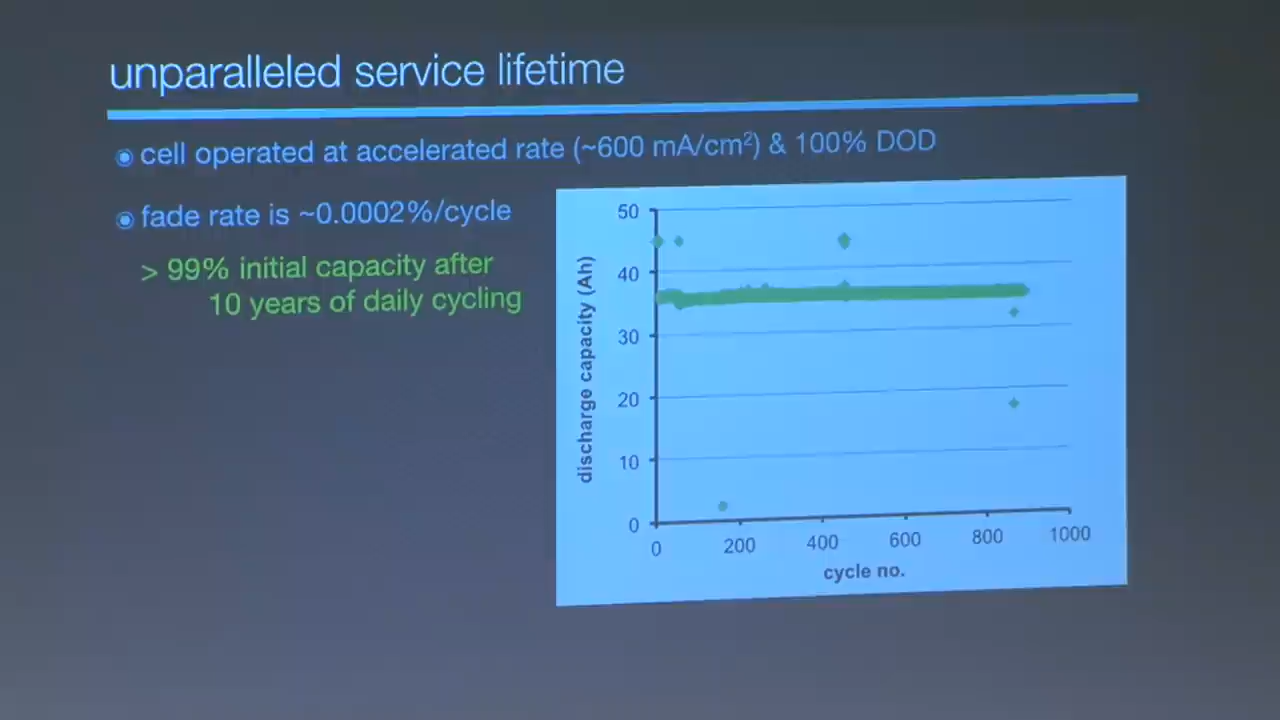 unparalleled service lifetime
cell operated at accelerated rate (~600 mA/cm²) & 100% DOD
fade rate is ~0.0002%/cycle
> 99% initial capacity after
10 years of daily cycling
50
40
30
20
10
0
discharge capacity (Ah)
0 200 400 600 800 1000
cycle no.